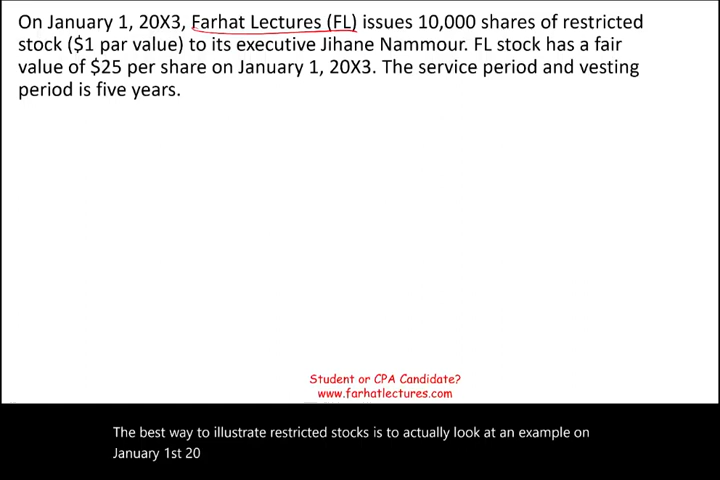 On January 1, 20X3, Farhat Lectures (FL) issues 10,000 shares of restricted
stock ($1 par value) to its executive Jihane Nammour. FL stock has a fair
value of $25 per share on January 1, 20X3. The service period and vesting
period is five years.
Student or CPA Candidate?
www.farhatlectures.com
The best way to illustrate restricted stocks is to actually look at an example on
January 1st 20